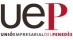 ueP
UNIÓ EMPRESARIAL DEL PENEDÈS